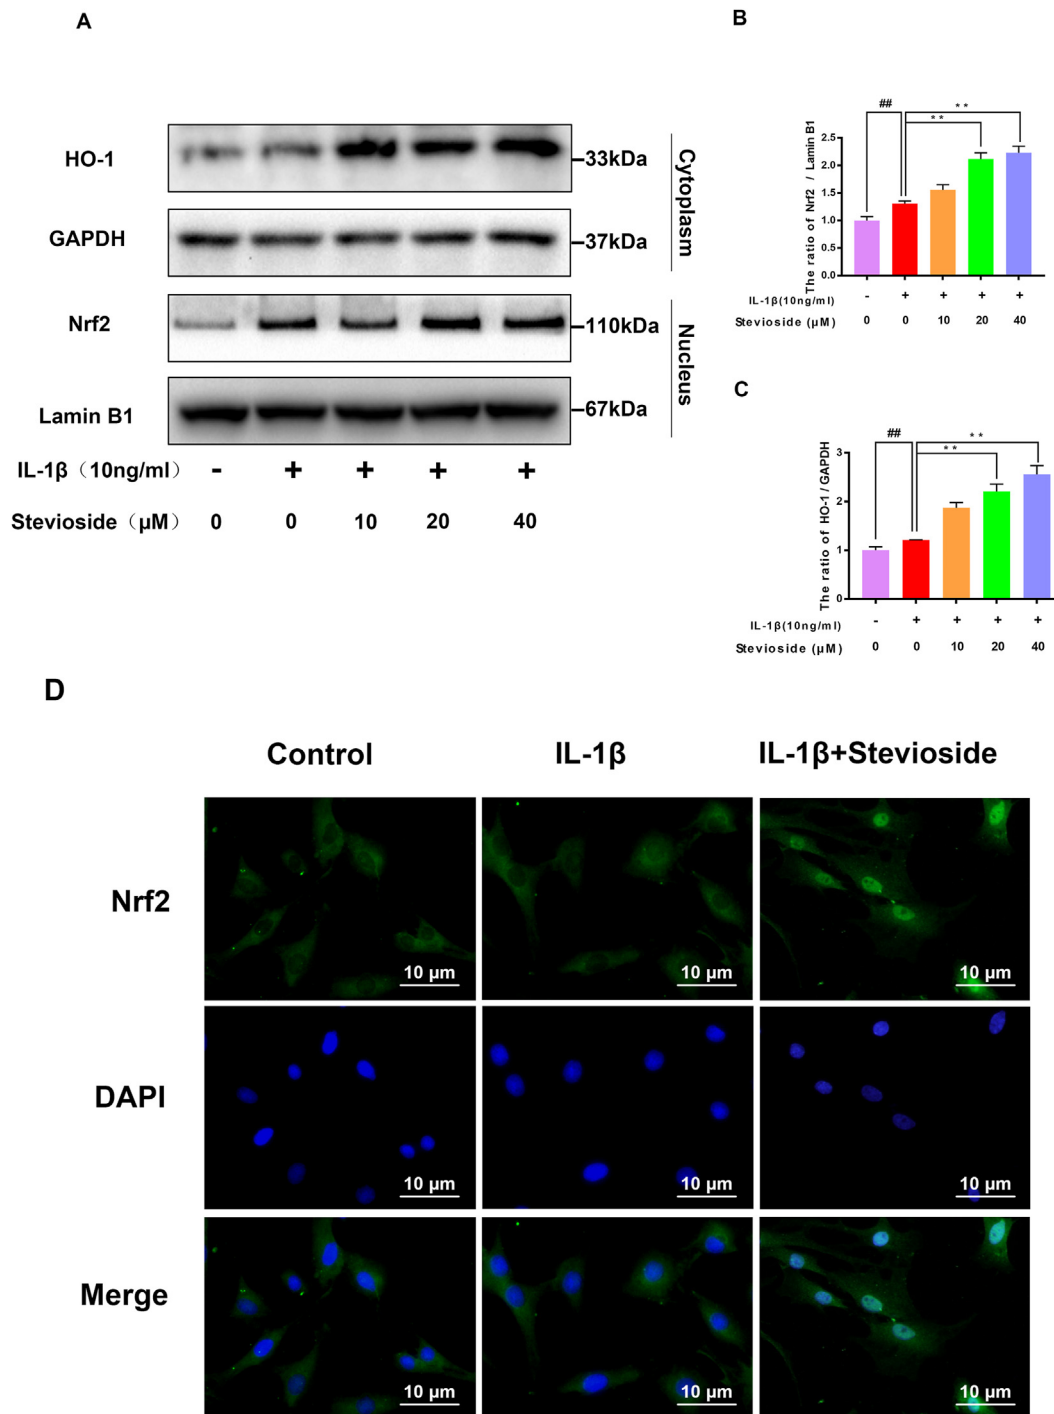 A
HO-1
–33kDa
GAPDH
–37kDa
Cytoplasm
Nrf2
–110kDa
Lamin B1
–67kDa
Nucleus
IL-1β（10ng/ml） - + + + +
Stevioside（μM） 0 0 10 20 40
B
The ratio of Nrf2 / Lamin B1
2.5
2.0
1.5
1.0
0.5
0.0
##
**
**
IL-1β(10ng/ml) - + + + +
Stevioside (μM) 0 0 10 20 40
C
The ratio of HO-1 / GAPDH
3
2
1
0
##
**
**
IL-1β(10ng/ml) - + + + +
Stevioside (μM) 0 0 10 20 40
D
Control IL-1β IL-1β+Stevioside
Nrf2
10 μm 10 μm 10 μm
DAPI
10 μm 10 μm 10 μm
Merge
10 μm 10 μm 10 μm